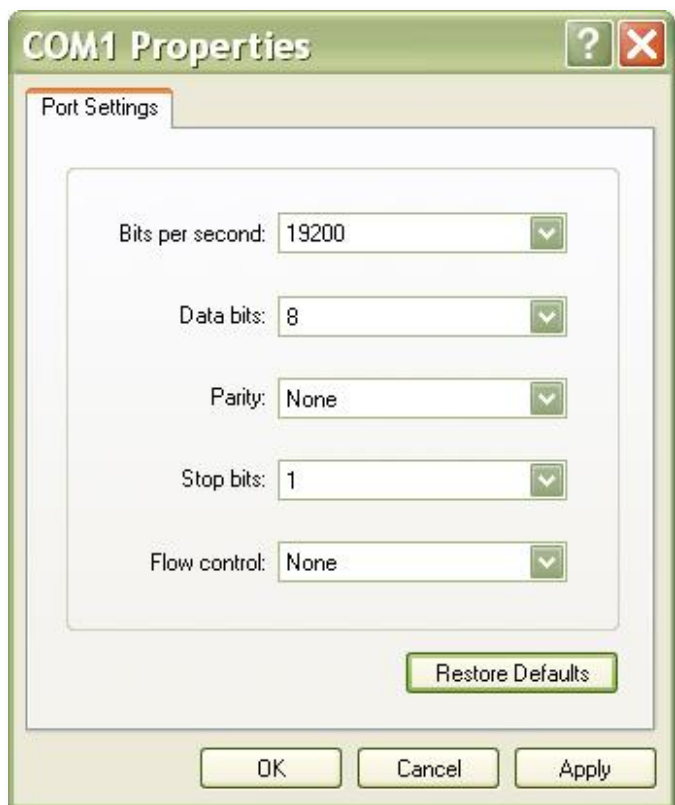 COM1 Properties
Port Settings
Bits per second: 19200
Data bits: 8
Parity: None
Stop bits: 1
Flow control: None
Restore Defaults
OK Cancel Apply